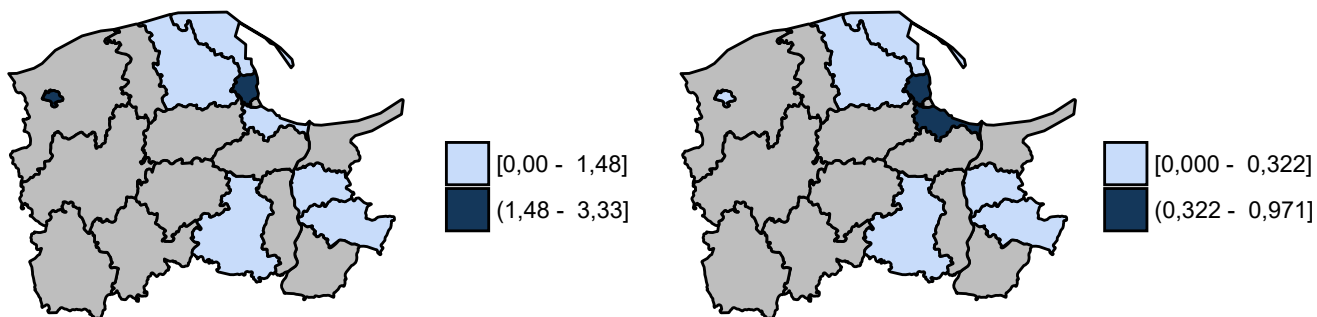 [0,00 - 1,48]
(1,48 - 3,33]
[0,000 - 0,322]
(0,322 - 0,971]